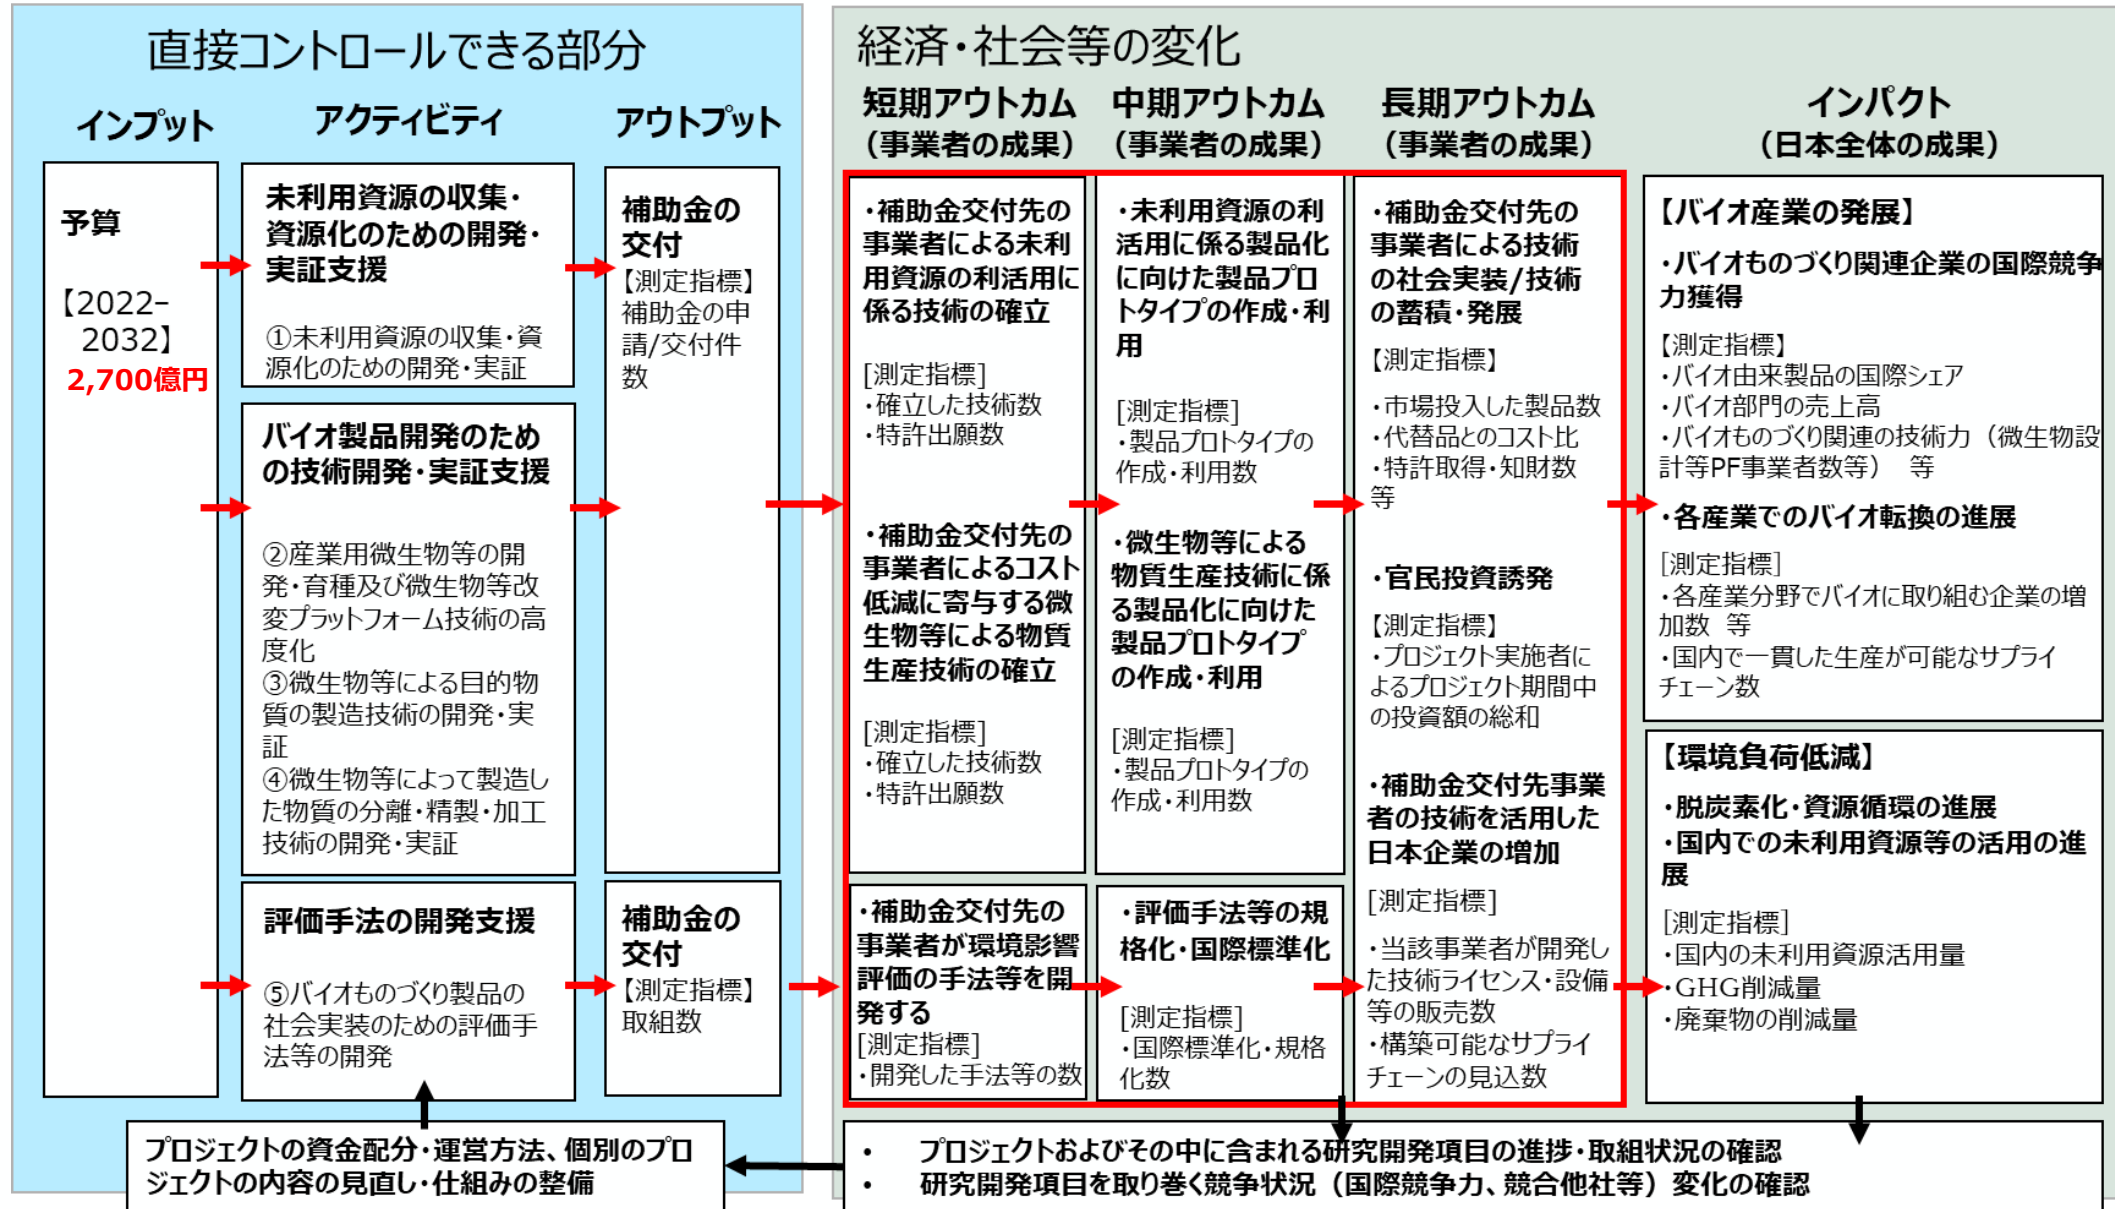 直接コントロールできる部分
インプット
アクティビティ
アウトプット
予算
【2022−
2032】
2,700億円
未利用資源の収集・
資源化のための開発・
実証支援
①未利用資源の収集・資
源化のための開発・実証
バイオ製品開発のため
の技術開発・実証支援
②産業用微生物等の開
発・育種及び微生物等改
変プラットフォーム技術の高
度化
③微生物等による目的物
質の製造技術の開発・実
証
④微生物等によって製造し
た物質の分離・精製・加工
技術の開発・実証
評価手法の開発支援
⑤バイオものづくり製品の
社会実装のための評価手
法等の開発
補助金の
交付
【測定指標】
補助金の申
請/交付件
数
補助金の
交付
【測定指標】
取組数
経済・社会等の変化
短期アウトカム
（事業者の成果）
中期アウトカム
（事業者の成果）
長期アウトカム
（事業者の成果）
インパクト
（日本全体の成果）
・補助金交付先の
事業者による未利
用資源の利活用に
係る技術の確立
[測定指標]
・確立した技術数
・特許出願数
・補助金交付先の
事業者によるコスト
低減に寄与する微
生物等による物質
生産技術の確立
[測定指標]
・確立した技術数
・特許出願数
・補助金交付先の
事業者が環境影響
評価の手法等を開
発する
[測定指標]
・開発した手法等の数
・未利用資源の利
活用に係る製品化
に向けた製品プロ
トタイプの作成・利
用
[測定指標]
・製品プロトタイプの
作成・利用数
・微生物等による
物質生産技術に係
る製品化に向けた
製品プロトタイプ
の作成・利用
[測定指標]
・製品プロトタイプの
作成・利用数
・評価手法等の規
格化・国際標準化
[測定指標]
・国際標準化・規格
化数
・補助金交付先の
事業者による技術
の社会実装/技術
の蓄積・発展
【測定指標】
・市場投入した製品数
・代替品とのコスト比
・特許取得・知財数
等
・官民投資誘発
【測定指標】
・プロジェクト実施者に
よるプロジェクト期間中
の投資額の総和
・補助金交付先事業
者の技術を活用した
日本企業の増加
[測定指標]
・当該事業者が開発し
た技術ライセンス・設備
等の販売数
・構築可能なサプライ
チェーンの見込数
【バイオ産業の発展】
・バイオものづくり関連企業の国際競争
力獲得
【測定指標】
・バイオ由来製品の国際シェア
・バイオ部門の売上高
・バイオものづくり関連の技術力（微生物設
計等PF事業者数等） 等
・各産業でのバイオ転換の進展
[測定指標]
・各産業分野でバイオに取り組む企業の増
加数 等
・国内で一貫した生産が可能なサプライ
チェーン数
【環境負荷低減】
・脱炭素化・資源循環の進展
・国内での未利用資源等の活用の進
展
[測定指標]
・国内の未利用資源活用量
・GHG削減量
・廃棄物の削減量
プロジェクトの資金配分・運営方法、個別のプロ
ジェクトの内容の見直し・仕組みの整備
• プロジェクトおよびその中に含まれる研究開発項目の進捗・取組状況の確認
• 研究開発項目を取り巻く競争状況（国際競争力、競合他社等）変化の確認